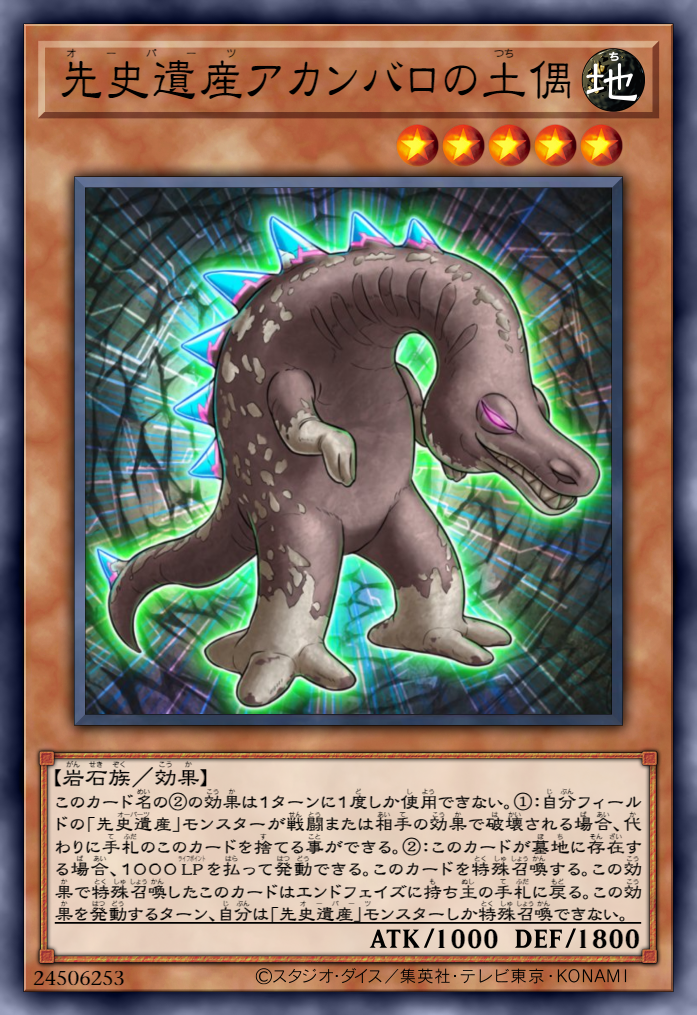 先史遺産アカンバロの土偶 地
【岩石族／効果】
このカード名の②の効果は1ターンに1度しか使用できない。①：自分フィール
ドの「先史遺産」モンスターが戦闘または相手の効果で破壊される場合、代
わりに手札のこのカードを捨てる事ができる。②：このカードが墓地に存在す
る場合、1000LPを払って発動できる。このカードを特殊召喚する。この効
果で特殊召喚したこのカードはエンドフェイズに持ち主の手札に戻る。この効
果を発動するターン、自分は「先史遺産」モンスターしか特殊召喚できない。
ATK/1000 DEF/1800
24506253 ©スタジオ・ダイス／集英社・テレビ東京・KONAMI